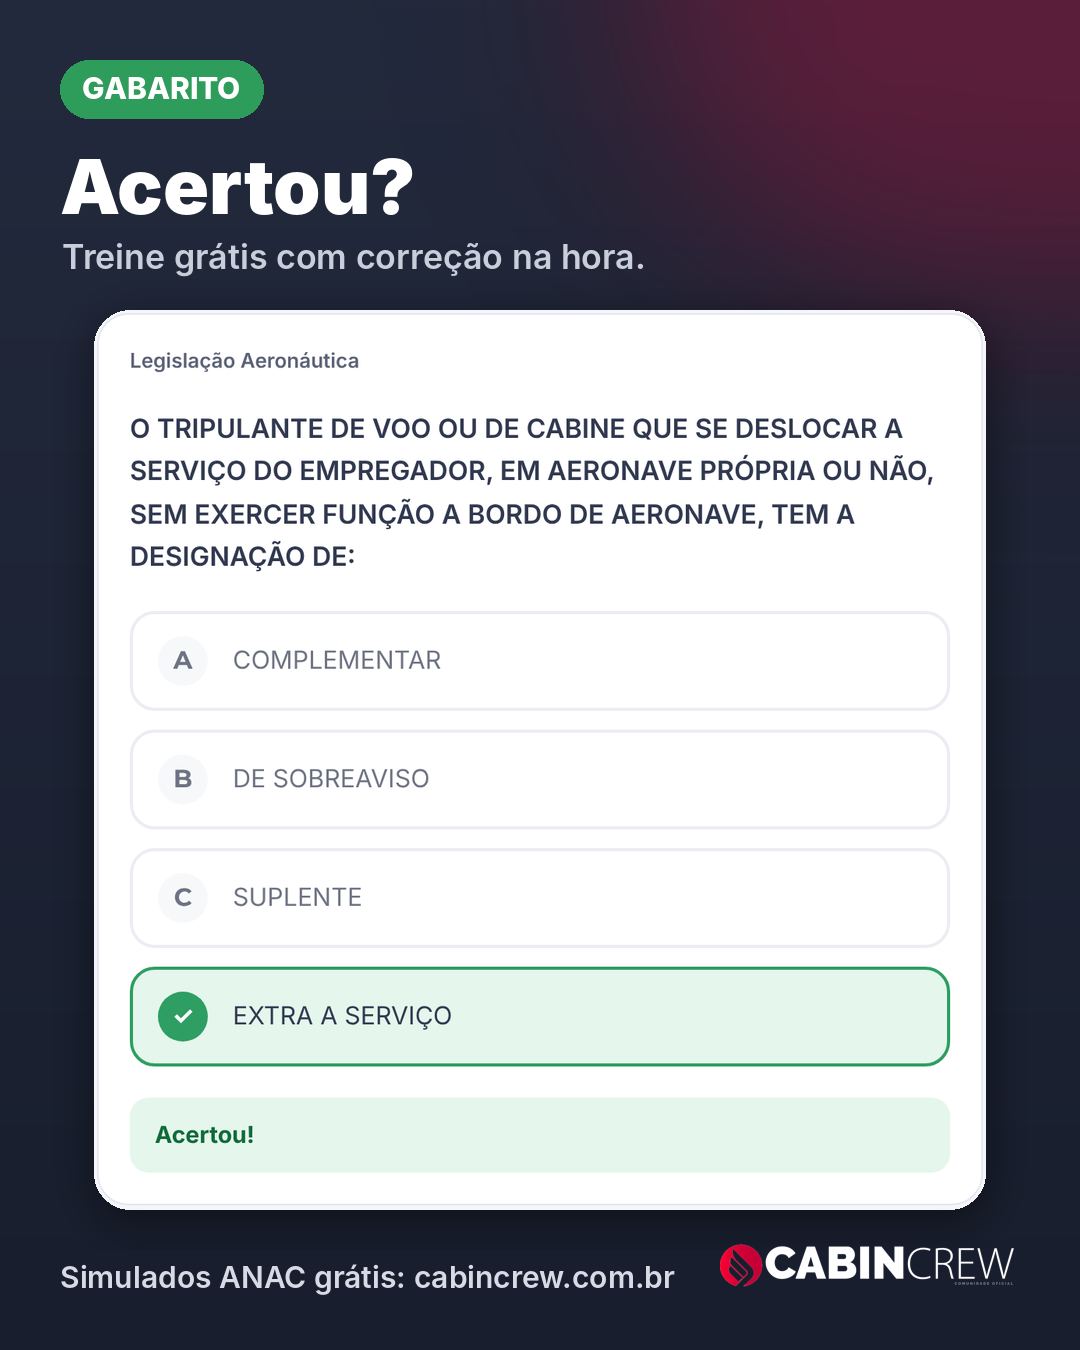 GABARITO
Acertou?
Treine grátis com correção na hora.
Legislação Aeronáutica
O TRIPULANTE DE VOO OU DE CABINE QUE SE DESLOCAR A
SERVIÇO DO EMPREGADOR, EM AERONAVE PRÓPRIA OU NÃO,
SEM EXERCER FUNÇÃO A BORDO DE AERONAVE, TEM A
DESIGNAÇÃO DE:
A COMPLEMENTAR
B DE SOBREAVISO
C SUPLENTE
EXTRA A SERVIÇO
Acertou!
Simulados ANAC grátis: cabincrew.com.br
CABINCREW
COMUNIDADE OFICIAL